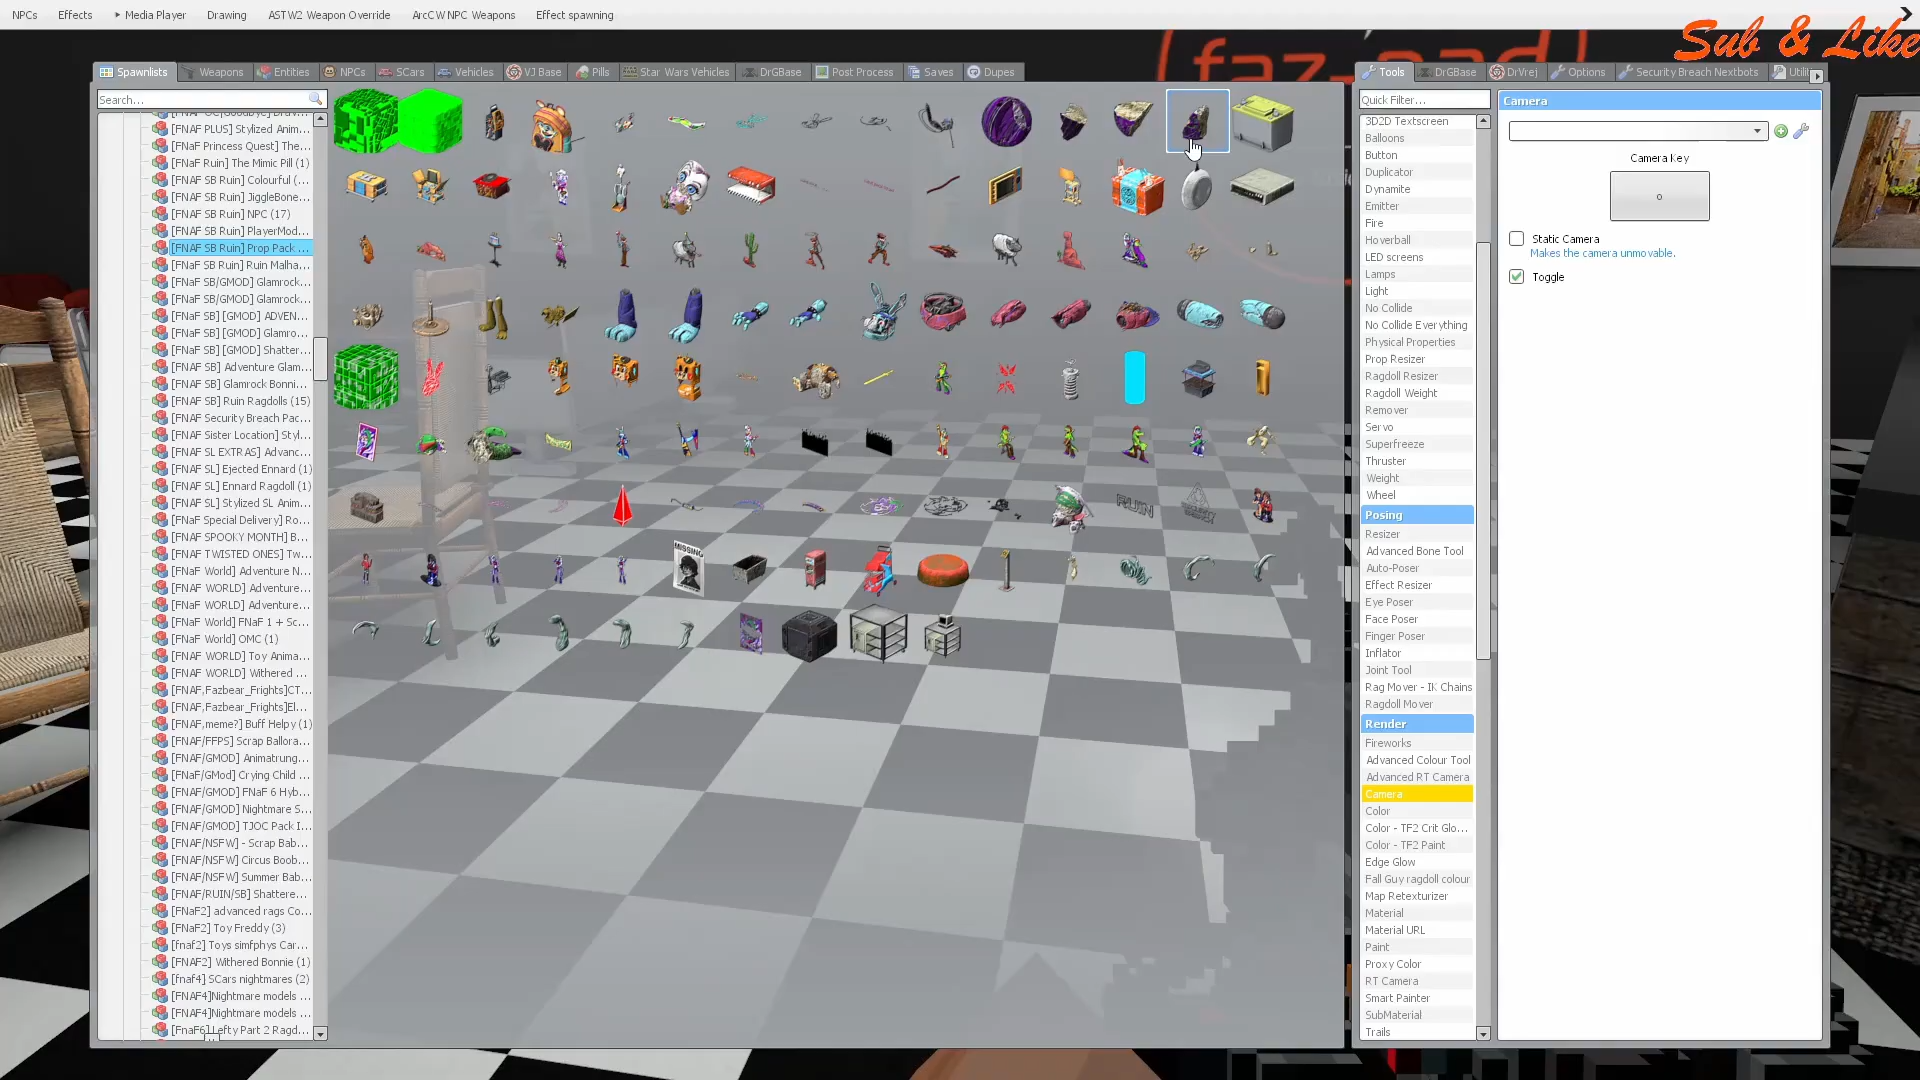 NPCs Effects Media Player Drawing ASTW2 Weapon Override ArcCW NPC Weapons Effect spawning
Sub & Like
Spawnlists Weapons Entities NPCs SCars Vehicles VJ Base Pills Star Wars Vehicles DrGBase Post Process Saves Dupes
Search...
[FNAF PLUS] Stylized Anim...
[FNaF Princess Quest] The...
[FNaF Ruin] The Mimic Pill (1)
[FNAF SB Ruin] Colourful (...
[FNAF SB Ruin] JiggleBone...
[FNAF SB Ruin] NPC (17)
[FNAF SB Ruin] PlayerMod...
[FNAF SB Ruin] Prop Pack ...
[FNaF SB Ruin] Ruin Malha...
[FNAF SB/GMOD] Glamrock...
[FNAF SB/GMOD] Glamrock...
[FNaF SB] [GMOD] ADVEN...
[FNaF SB] [GMOD] Glamro...
[FNaF SB] [GMOD] Shatter...
[FNAF SB] Adventure Glam...
[FNAF SB] Glamrock Bonni...
[FNAF SB] Ruin Ragdolls (15)
[FNAF Security Breach Pac...
[FNAF Sister Location] Styl...
[FNAF SL EXTRAS] Advanc...
[FNAF SL] Ejected Ennard (1)
[FNAF SL] Ennard Ragdoll (1)
[FNAF SL] Stylized SL Anim...
[FNaF Special Delivery] Ro...
[FNAF SPOOKY MONTH] B...
[FNAF TWISTED ONES] Tw...
[FNAF World] Adventure N...
[FNAF WORLD] Adventure...
[FNAF WORLD] Adventure...
[FNaF World] FNaF 1 + Sc...
[FNaF World] OMC (1)
[FNAF WORLD] Toy Anima...
[FNAF WORLD] Withered ...
[FNAF,Fazbear_Frights]CT...
[FNAF,Fazbear_Frights]El...
[FNAF,meme?] Buff Helpy (1)
[FNAF/FFPS] Scrap Ballora...
[FNAF/GMOD] Animatrung...
[FNaF/GMod] Crying Child ...
[FNAF/GMOD] FNaF 6 Hyb...
[FNAF/GMOD] Nightmare S...
[FNAF/GMOD] TJOC Pack I...
[FNAF/NSFW] - Scrap Bab...
[FNAF/NSFW] Circus Boob...
[FNAF/NSFW] Summer Bab...
[FNAF/RUIN/SB] Shattere...
[FNaF2] advanced rags Co...
[FNaF2] Toy Freddy (3)
[fnaf2] Toys simfphys Car...
[FNAF2] Withered Bonnie (1)
[fnaf4] SCars nightmares (2)
[FNAF4]Nightmare models ...
[FNAF4]Nightmare models ...
[FnaF6] Lefty Part 2 Ragd...
MISSING
RUIN
Tools DrGBase DrVrej Options Security Breach Nextbots Utili
Quick Filter...
3D2D Textscreen
Balloons
Button
Duplicator
Dynamite
Emitter
Fire
Hoverball
LED screens
Lamps
Light
No Collide
No Collide Everything
Physical Properties
Prop Resizer
Ragdoll Resizer
Ragdoll Weight
Remover
Servo
Superfreeze
Thruster
Weight
Wheel
Posing
Resizer
Advanced Bone Tool
Auto-Poser
Effect Resizer
Eye Poser
Face Poser
Finger Poser
Inflator
Joint Tool
Rag Mover - IK Chains
Ragdoll Mover
Render
Fireworks
Advanced Colour Tool
Advanced RT Camera
Camera
Color
Color - TF2 Crit Glo...
Color - TF2 Paint
Edge Glow
Fall Guy ragdoll colour
Map Retexturizer
Material
Material URL
Paint
Proxy Color
RT Camera
Smart Painter
SubMaterial
Trails
Camera
Camera Key
0
Static Camera
Makes the camera unmovable.
Toggle